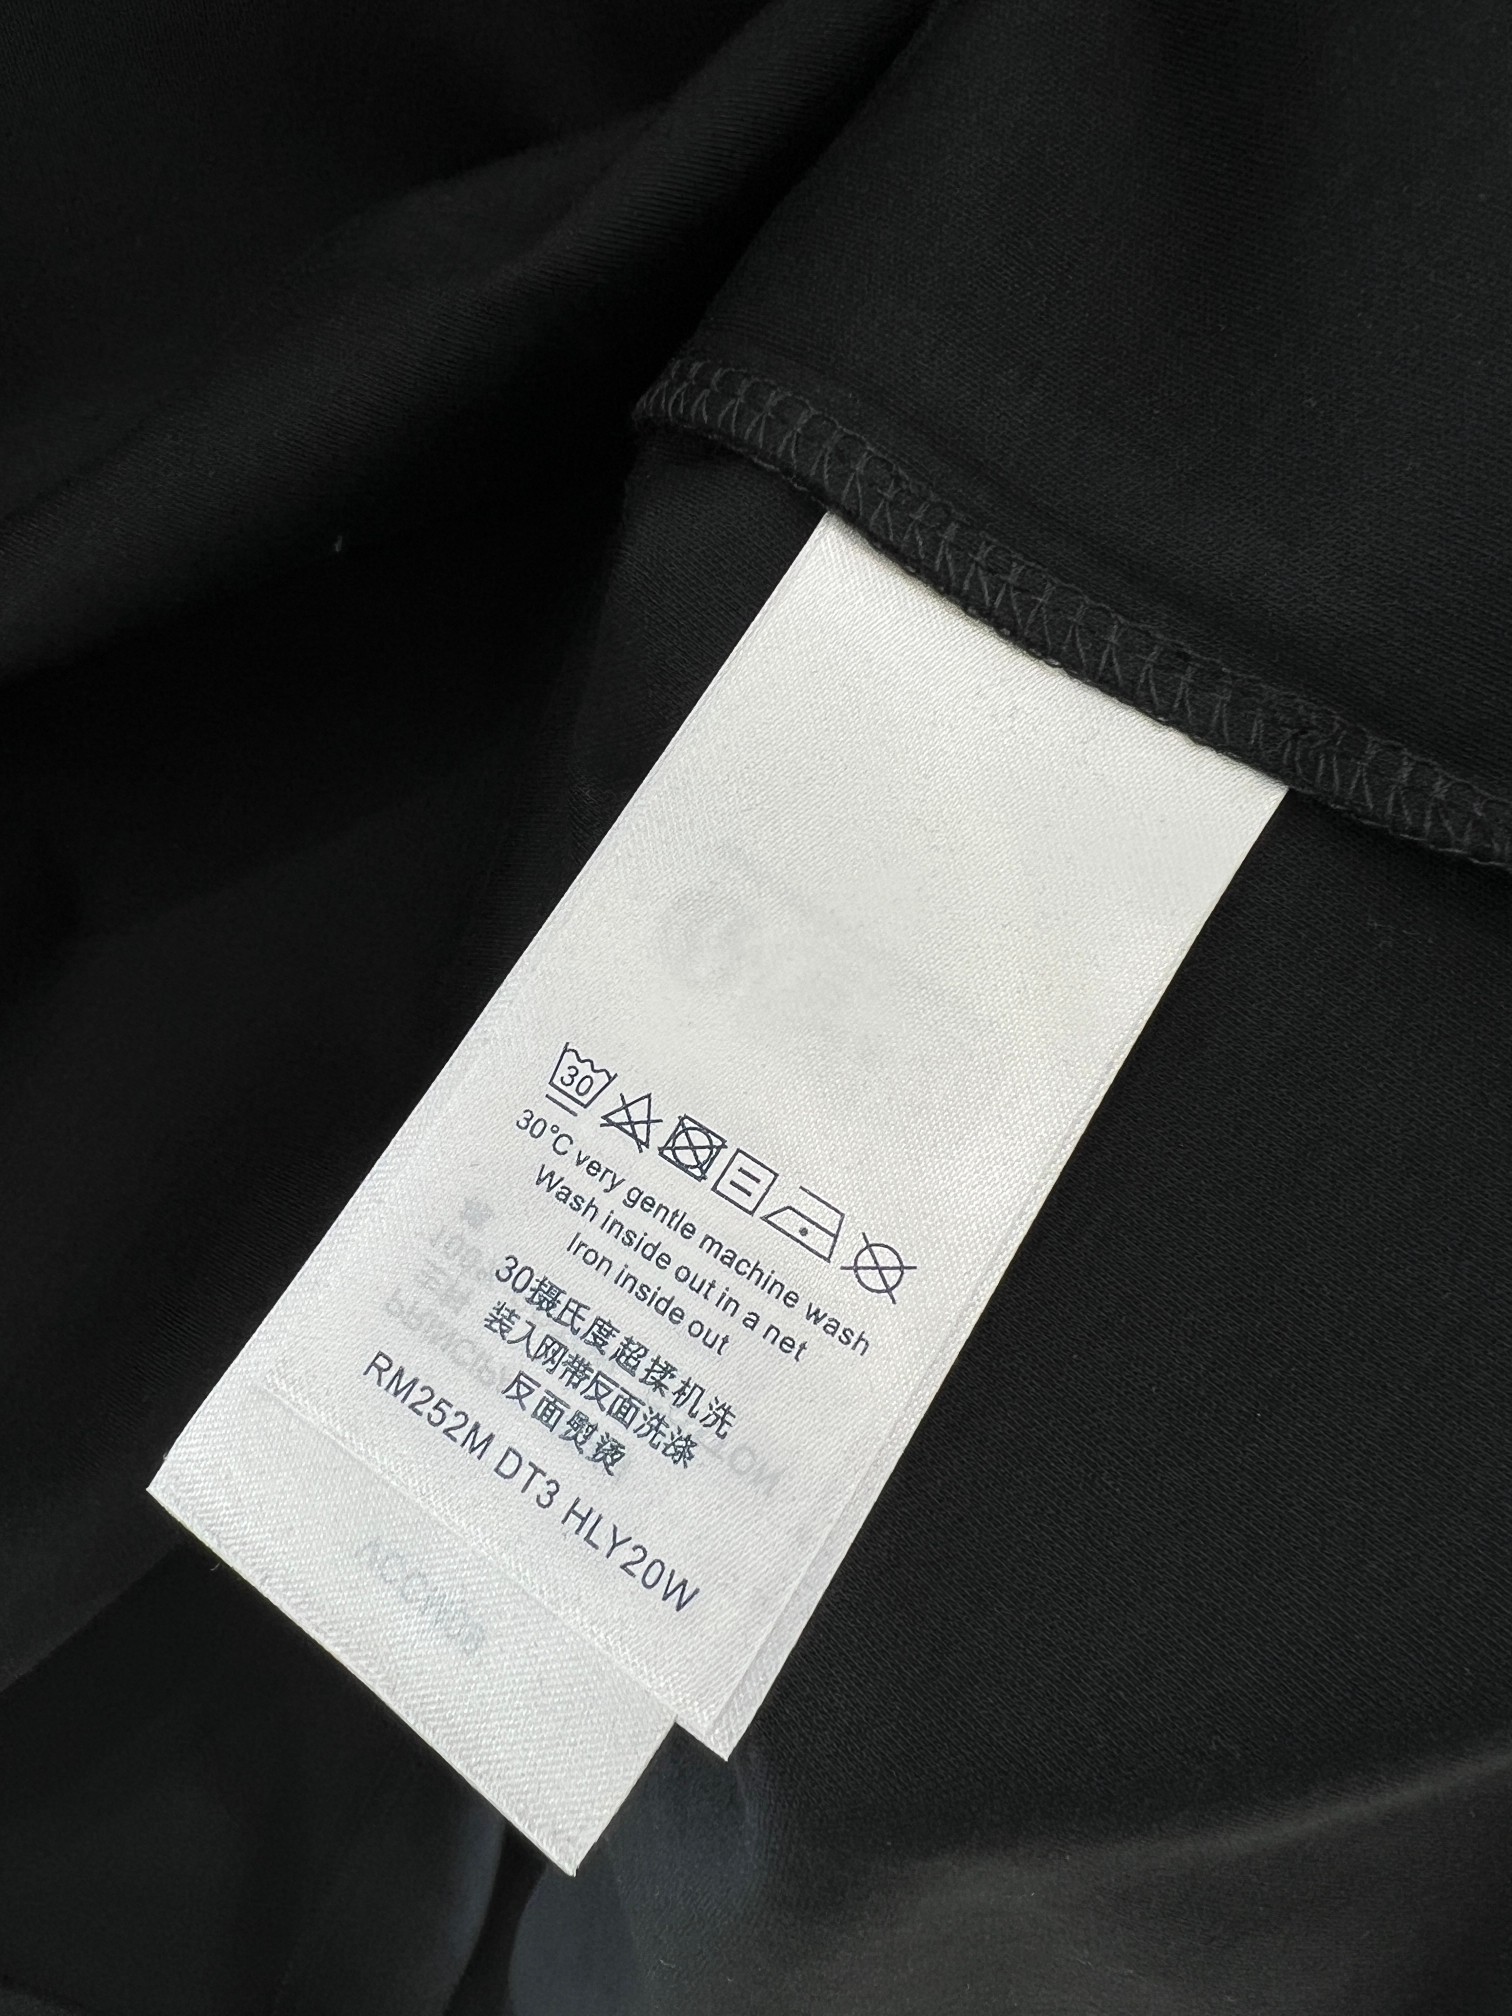 30
30°C very gentle machine wash
Wash inside out in a net
Iron inside out
30摄氏度超揉机洗
装入网带反面洗涤
反面熨烫
RM252M DT3 HLY20W